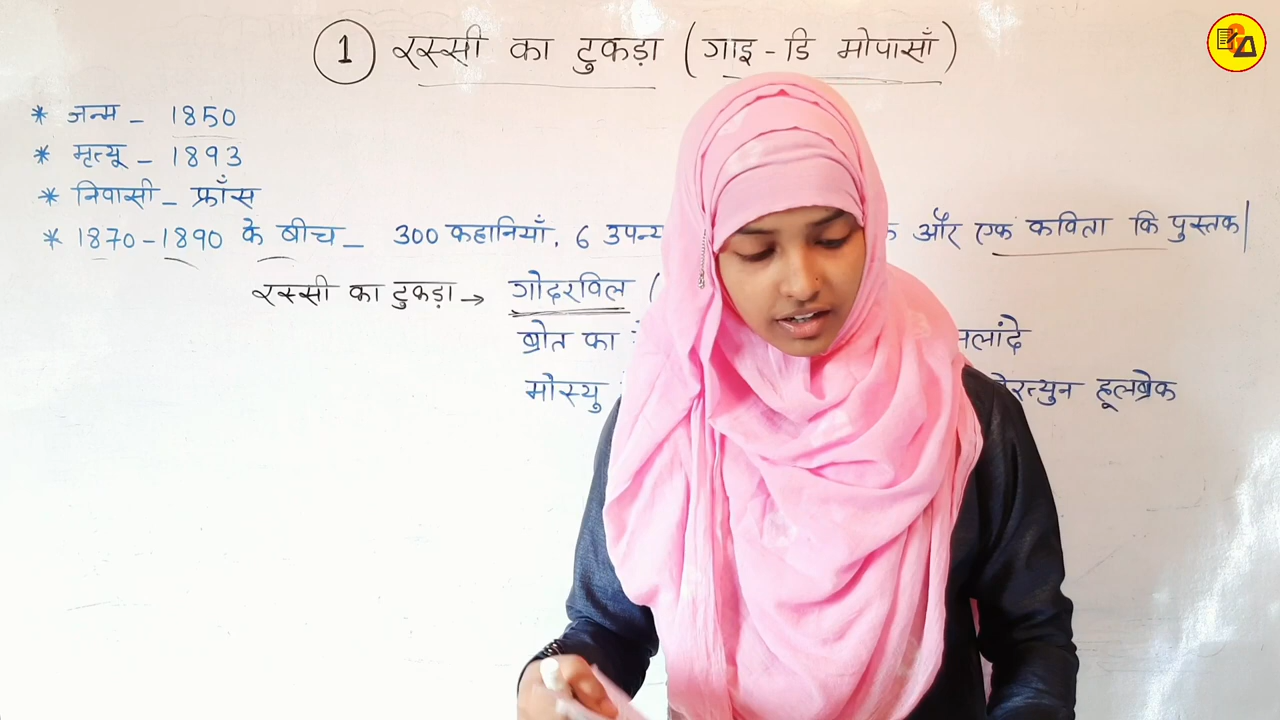 1 रस्सी का टुकड़ा (गाइ - डि मोपासाँ)
* जन्म - 1850
* मृत्यू - 1893
* निवासी - फ्राँस
* 1870-1890 के बीच - 300 कहानियाँ, 6 उपन्य और एक कविता कि पुस्तक|
रस्सी का टुकड़ा → गोदरविल (
ब्रोत का
मोस्यु हूलब्रेक